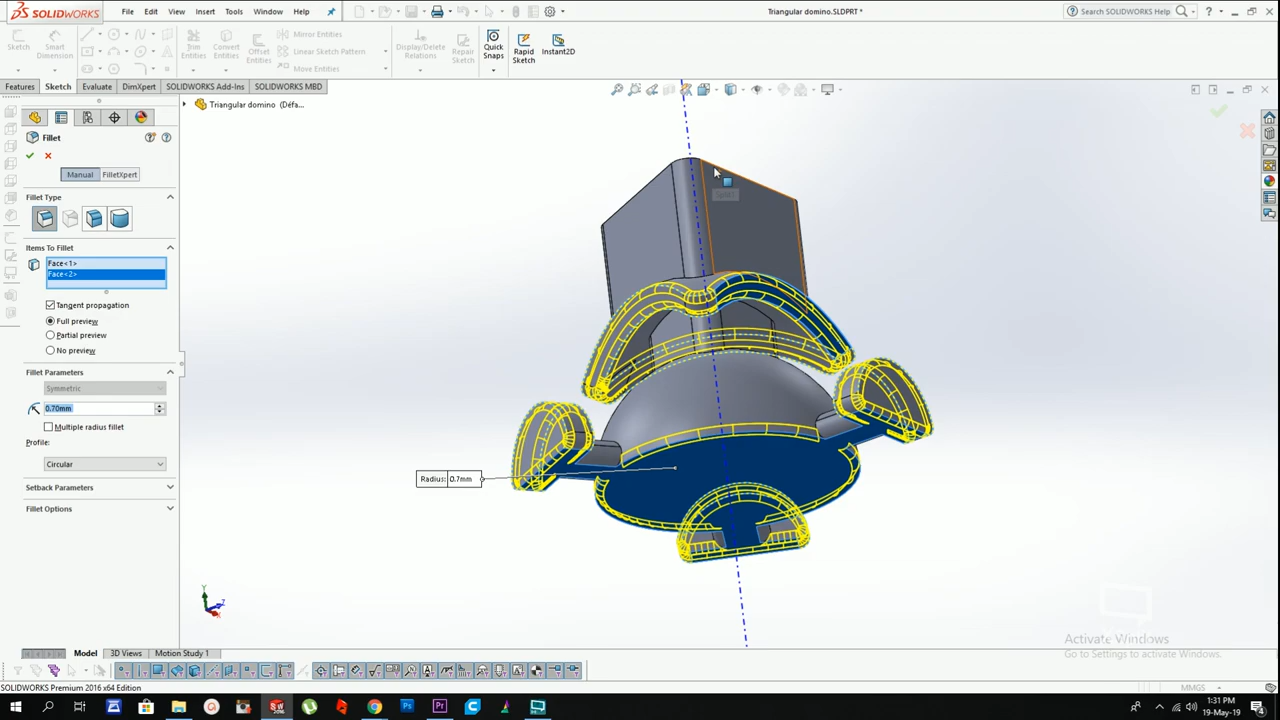 SOLIDWORKS
File Edit View Insert Tools Window Help
Triangular domino.SLDPRT *
Search SOLIDWORKS Help
Sketch
Smart Dimension
Trim Entities
Convert Entities
Offset Entities
Mirror Entities
Linear Sketch Pattern
Move Entities
Display/Delete Relations
Repair Sketch
Quick Snaps
Rapid Sketch
Instant2D
Features Sketch Evaluate DimXpert SOLIDWORKS Add-Ins SOLIDWORKS MBD
Triangular domino (Défa...
Fillet
Manual FilletXpert
Fillet Type
Items To Fillet
Face<1>
Face<2>
Tangent propagation
Full preview
Partial preview
No preview
Fillet Parameters
Symmetric
0.70mm
Multiple radius fillet
Profile:
Circular
Setback Parameters
Fillet Options
Radius: 0.7mm
Y
Z
X
Activate Windows
Go to Settings to activate Windows.
Model 3D Views Motion Study 1
SOLIDWORKS Premium 2016 x64 Edition
MMGS
1:31 PM
19-May-19